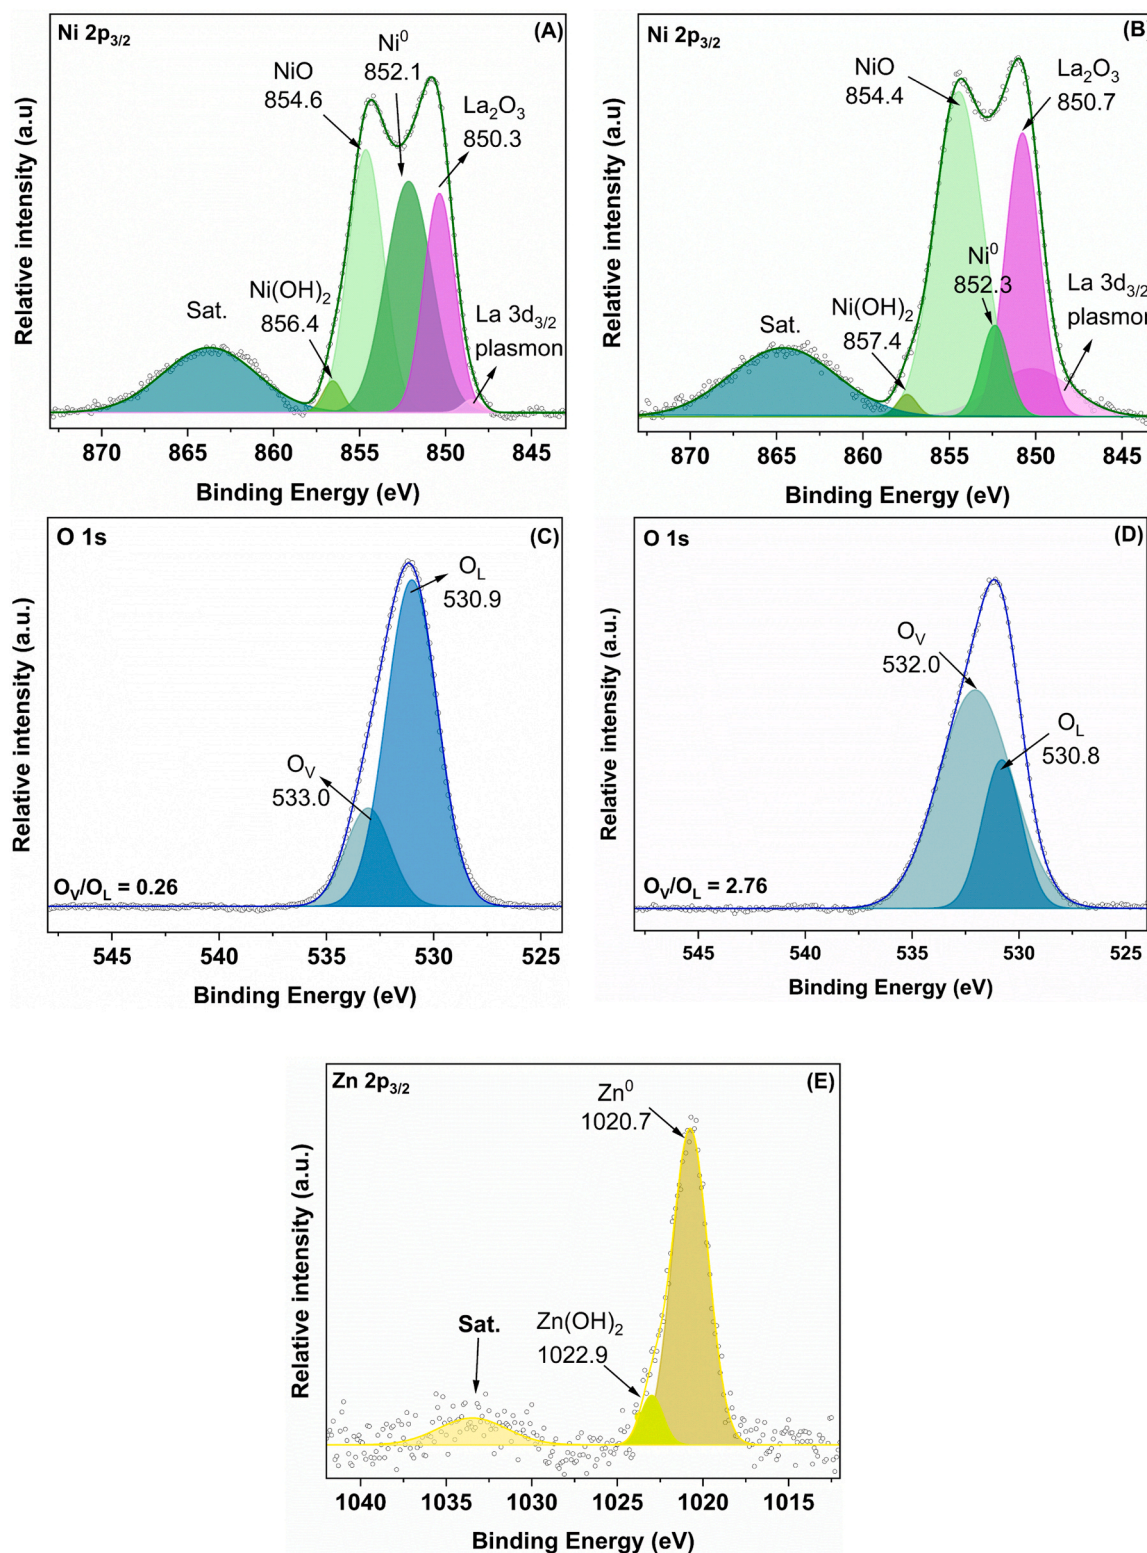 Ni 2p3/2
(A)
Ni0
852.1
NiO
854.6
La2O3
850.3
Ni(OH)2
856.4
Sat.
La 3d3/2
plasmon
870 865 860 855 850 845
Binding Energy (eV)
Relative intensity (a.u)
Ni 2p3/2
(B)
NiO
854.4
La2O3
850.7
Ni0
852.3
Ni(OH)2
857.4
Sat.
La 3d3/2
plasmon
870 865 860 855 850 845
Binding Energy (eV)
Relative intensity (a.u)
O 1s
(C)
OL
530.9
OV
533.0
OV/OL = 0.26
545 540 535 530 525
Binding Energy (eV)
Relative intensity (a.u.)
O 1s
(D)
OV
532.0
OL
530.8
OV/OL = 2.76
545 540 535 530 525
Binding Energy (eV)
Relative intensity (a.u.)
Zn 2p3/2
(E)
Zn0
1020.7
Sat.
Zn(OH)2
1022.9
1040 1035 1030 1025 1020 1015
Binding Energy (eV)
Relative intensity (a.u.)